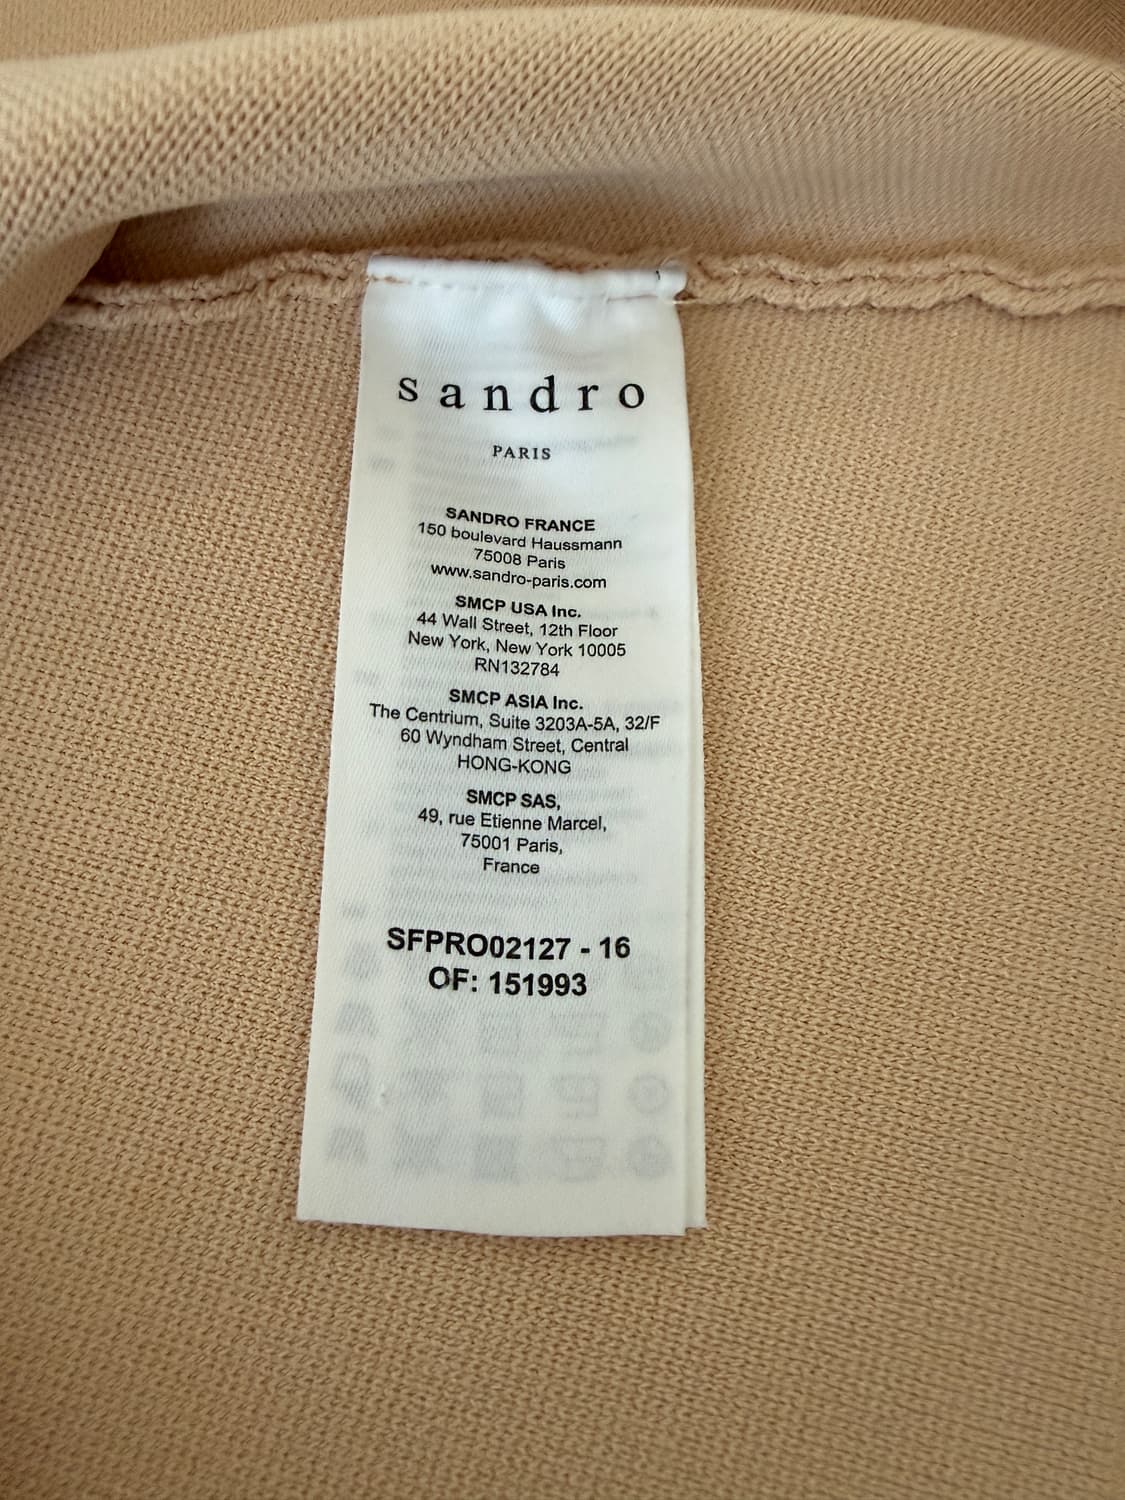 sandro
PARIS
SANDRO FRANCE
150 boulevard Haussmann
75008 Paris
www.sandro-paris.com
SMCP USA Inc.
44 Wall Street, 12th Floor
New York, New York 10005
RN132784
SMCP ASIA Inc.
The Centrium, Suite 3203A-5A, 32/F
60 Wyndham Street, Central
HONG-KONG
SMCP SAS,
49, rue Etienne Marcel,
75001 Paris,
France
SFPRO02127 - 16
OF: 151993